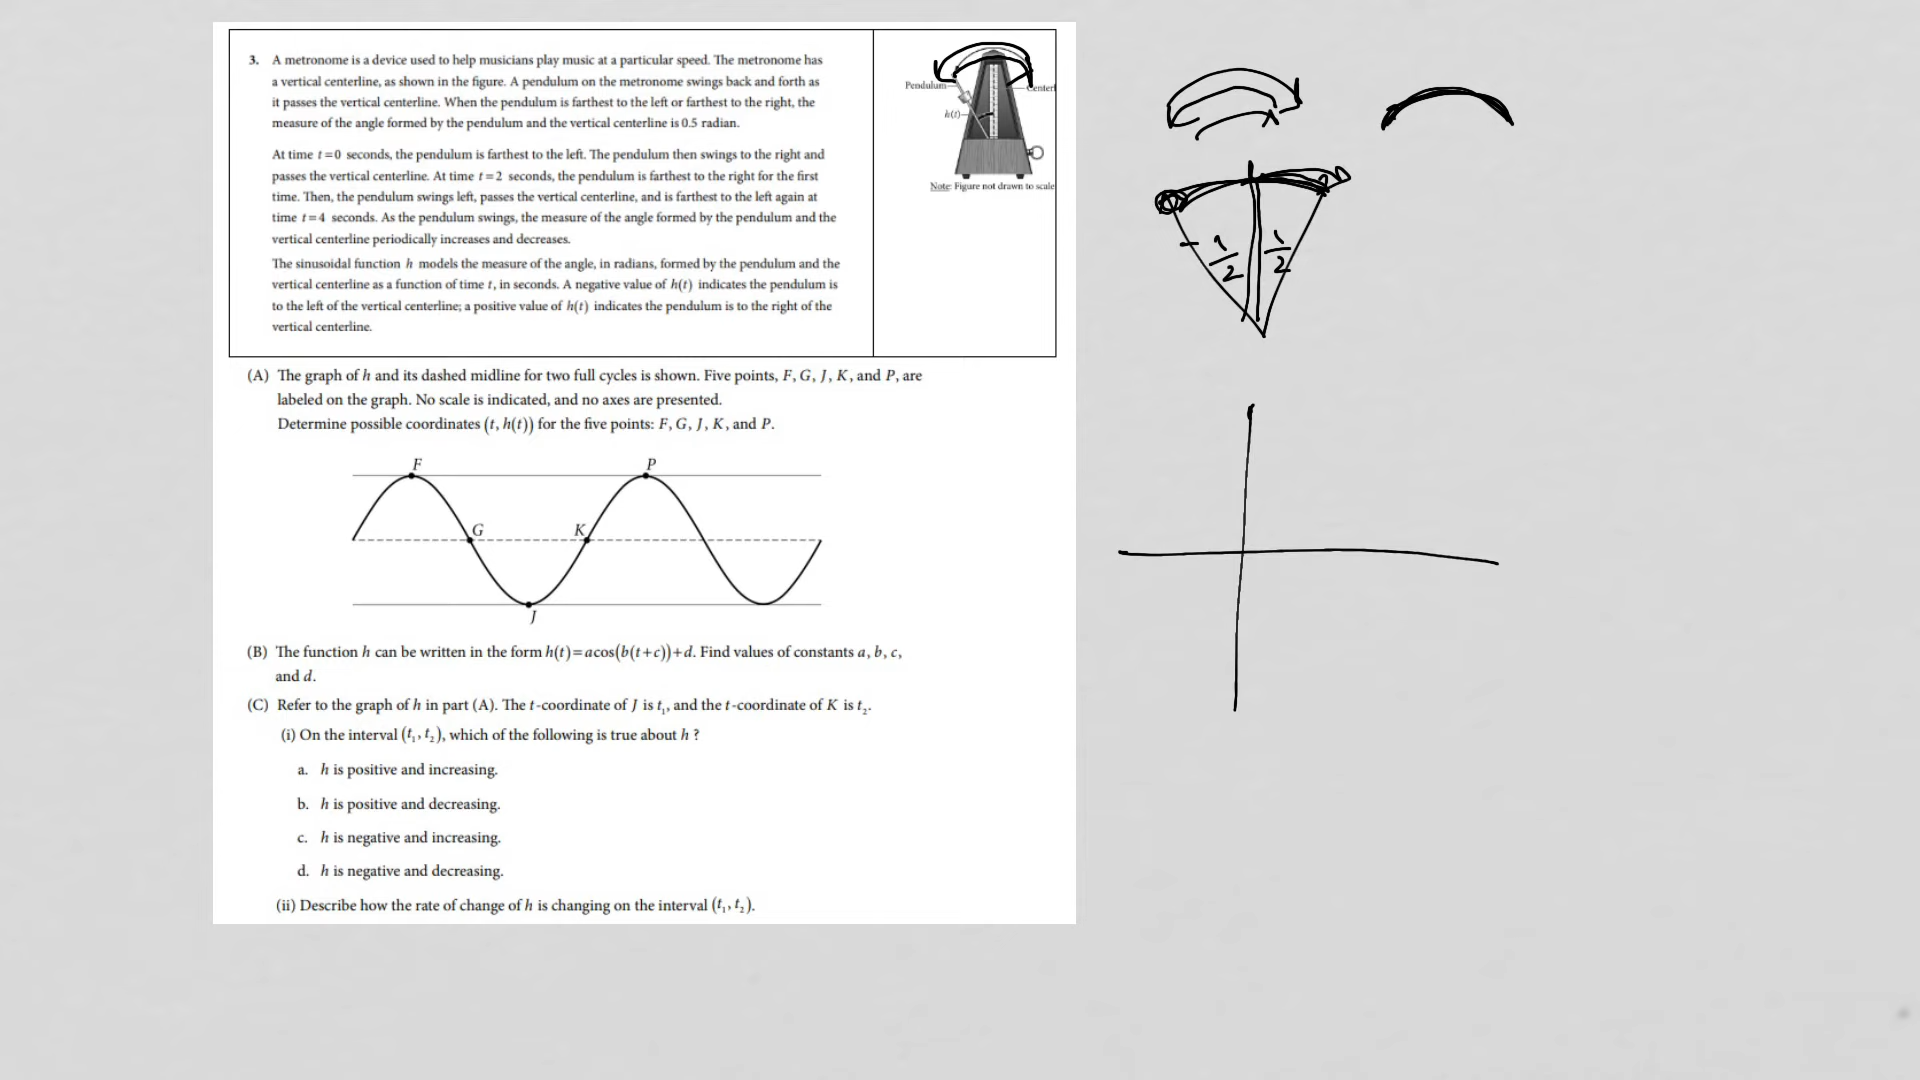 3. A metronome is a device used to help musicians play music at a particular speed. The metronome has
a vertical centerline, as shown in the figure. A pendulum on the metronome swings back and forth as
it passes the vertical centerline. When the pendulum is farthest to the left or farthest to the right, the
measure of the angle formed by the pendulum and the vertical centerline is 0.5 radian.
At time t=0 seconds, the pendulum is farthest to the left. The pendulum then swings to the right and
passes the vertical centerline. At time t=2 seconds, the pendulum is farthest to the right for the first
time. Then, the pendulum swings left, passes the vertical centerline, and is farthest to the left again at
time t=4 seconds. As the pendulum swings, the measure of the angle formed by the pendulum and the
vertical centerline periodically increases and decreases.
The sinusoidal function h models the measure of the angle, in radians, formed by the pendulum and the
vertical centerline as a function of time t, in seconds. A negative value of h(t) indicates the pendulum is
to the left of the vertical centerline; a positive value of h(t) indicates the pendulum is to the right of the
vertical centerline.
Pendulum
Centerl
h(t)
Note: Figure not drawn to scale
(A) The graph of h and its dashed midline for two full cycles is shown. Five points, F, G, J, K, and P, are
labeled on the graph. No scale is indicated, and no axes are presented.
Determine possible coordinates (t, h(t)) for the five points: F, G, J, K, and P.
F
P
G
K
J
(B) The function h can be written in the form h(t)=acos(b(t+c))+d. Find values of constants a, b, c,
and d.
(C) Refer to the graph of h in part (A). The t-coordinate of J is t₁, and the t-coordinate of K is t₂.
(i) On the interval (t₁, t₂), which of the following is true about h ?
a. h is positive and increasing.
b. h is positive and decreasing.
c. h is negative and increasing.
d. h is negative and decreasing.
(ii) Describe how the rate of change of h is changing on the interval (t₁, t₂).
-1/2
1/2